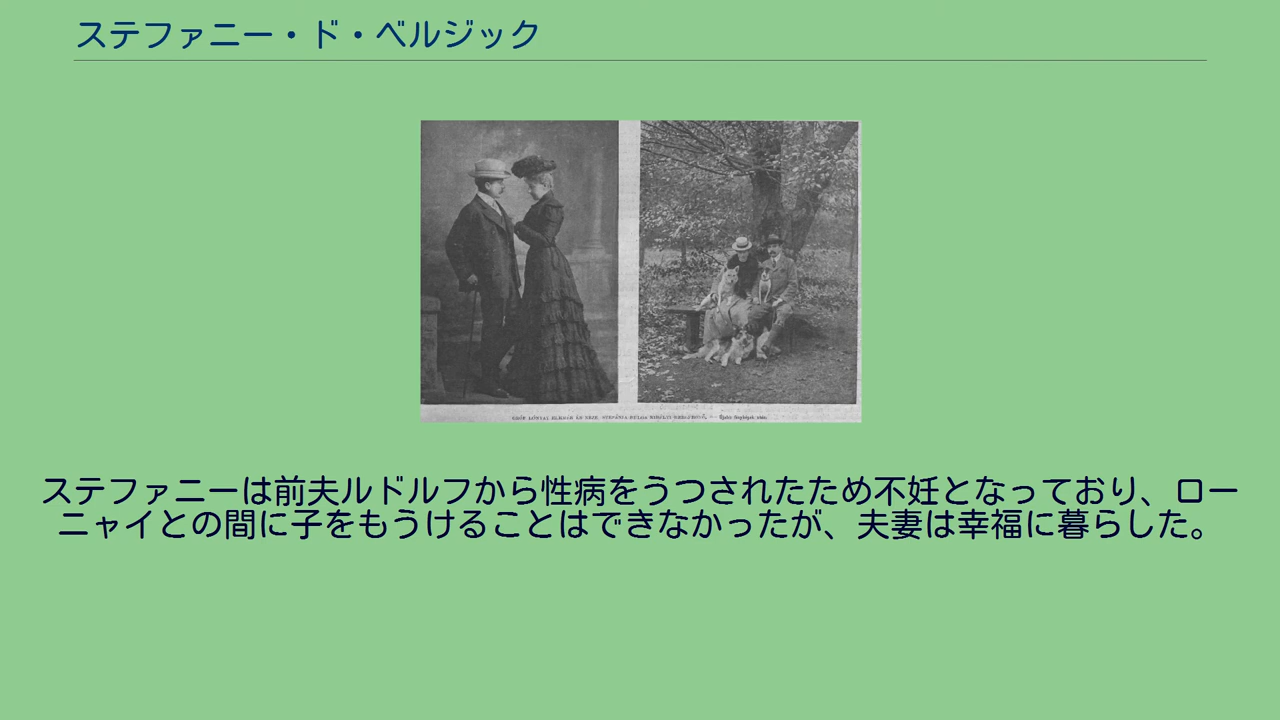 ステファニー・ド・ベルジック
ステファニーは前夫ルドルフから性病をうつされたため不妊となっており、ロー
ニャイとの間に子をもうけることはできなかったが、夫妻は幸福に暮らした。